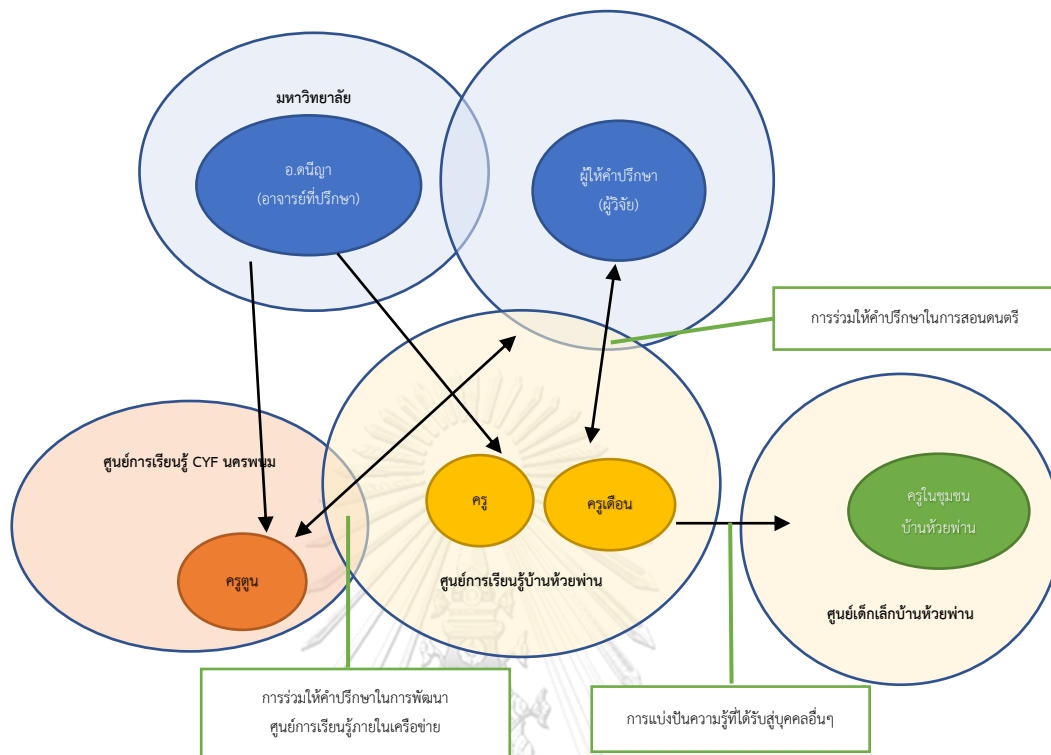 มหาวิทยาลัย
อ.ดนีญา
(อาจารย์ที่ปรึกษา)
ผู้ให้คำปรึกษา
(ผู้วิจัย)
การร่วมให้คำปรึกษาในการสอนดนตรี
ศูนย์การเรียนรู้ CYF นครพนม
ครู
ครูเดือน
ครูในชุมชน
บ้านห้วยพ่าน
ครูตูน
ศูนย์การเรียนรู้บ้านห้วยพ่าน
ศูนย์เด็กเล็กบ้านห้วยพ่าน
การร่วมให้คำปรึกษาในการพัฒนา
ศูนย์การเรียนรู้ภายในเครือข่าย
การแบ่งปันความรู้ที่ได้รับสู่บุคคลอื่นๆ